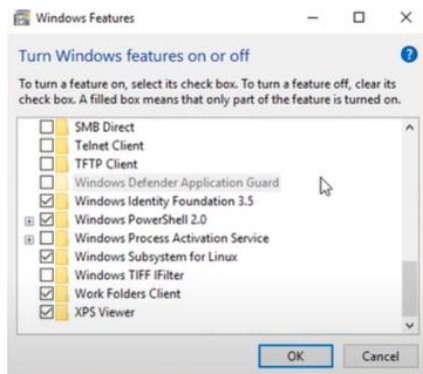 Windows Features
Turn Windows features on or off
To turn a feature on, select its check box. To turn a feature off, clear its
check box. A filled box means that only part of the feature is turned on.
SMB Direct
Telnet Client
TFTP Client
Windows Defender Application Guard
Windows Identity Foundation 3.5
Windows PowerShell 2.0
Windows Process Activation Service
Windows Subsystem for Linux
Windows TIFF IFilter
Work Folders Client
XPS Viewer
OK Cancel